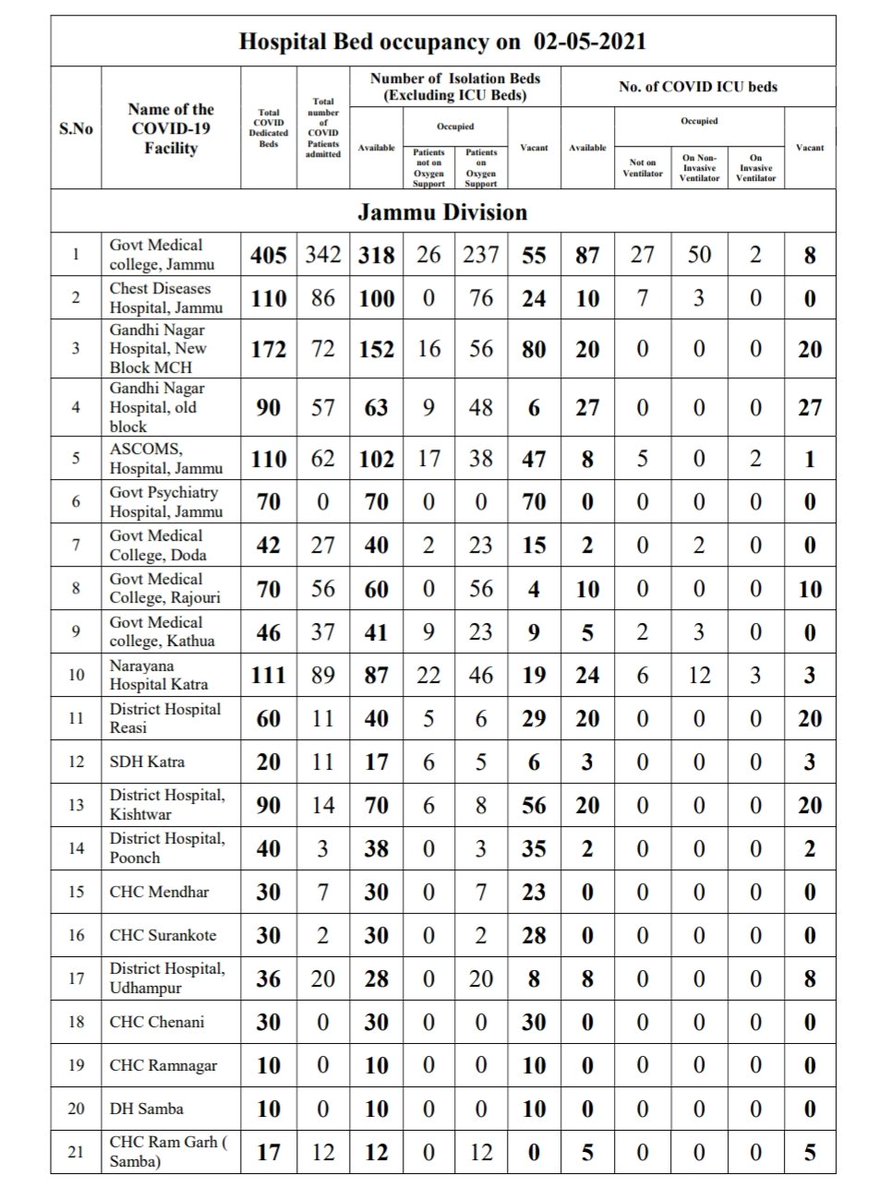 Hospital Bed occupancy on 02-05-2021
S.No
Name of the
COVID-19
Facility
Total
COVID
Dedicated
Beds
Total
number
of
COVID
Patients
admitted
Number of Isolation Beds
(Excluding ICU Beds)
No. of COVID ICU beds
Available
Occupied
Vacant
Available
Occupied
Vacant
Patients
not on
Oxygen
Support
Patients
on
Oxygen
Support
Not on
Ventilator
On Non-
Invasive
Ventilator
On
Invasive
Ventilator
Jammu Division
1 Govt Medical
college, Jammu 405 342 318 26 237 55 87 27 50 2 8
2 Chest Diseases
Hospital, Jammu 110 86 100 0 76 24 10 7 3 0 0
3 Gandhi Nagar
Hospital, New
Block MCH 172 72 152 16 56 80 20 0 0 0 20
4 Gandhi Nagar
Hospital, old
block 90 57 63 9 48 6 27 0 0 0 27
5 ASCOMS,
Hospital, Jammu 110 62 102 17 38 47 8 5 0 2 1
6 Govt Psychiatry
Hospital, Jammu 70 0 70 0 0 70 0 0 0 0 0
7 Govt Medical
College, Doda 42 27 40 2 23 15 2 0 2 0 0
8 Govt Medical
College, Rajouri 70 56 60 0 56 4 10 0 0 0 10
9 Govt Medical
college, Kathua 46 37 41 9 23 9 5 2 3 0 0
10 Narayana
Hospital Katra 111 89 87 22 46 19 24 6 12 3 3
11 District Hospital
Reasi 60 11 40 5 6 29 20 0 0 0 20
12 SDH Katra 20 11 17 6 5 6 3 0 0 0 3
13 District Hospital,
Kishtwar 90 14 70 6 8 56 20 0 0 0 20
14 District Hospital,
Poonch 40 3 38 0 3 35 2 0 0 0 2
15 CHC Mendhar 30 7 30 0 7 23 0 0 0 0 0
16 CHC Surankote 30 2 30 0 2 28 0 0 0 0 0
17 District Hospital,
Udhampur 36 20 28 0 20 8 8 0 0 0 8
18 CHC Chenani 30 0 30 0 0 30 0 0 0 0 0
19 CHC Ramnagar 10 0 10 0 0 10 0 0 0 0 0
20 DH Samba 10 0 10 0 0 10 0 0 0 0 0
21 CHC Ram Garh (
Samba) 17 12 12 0 12 0 5 0 0 0 5